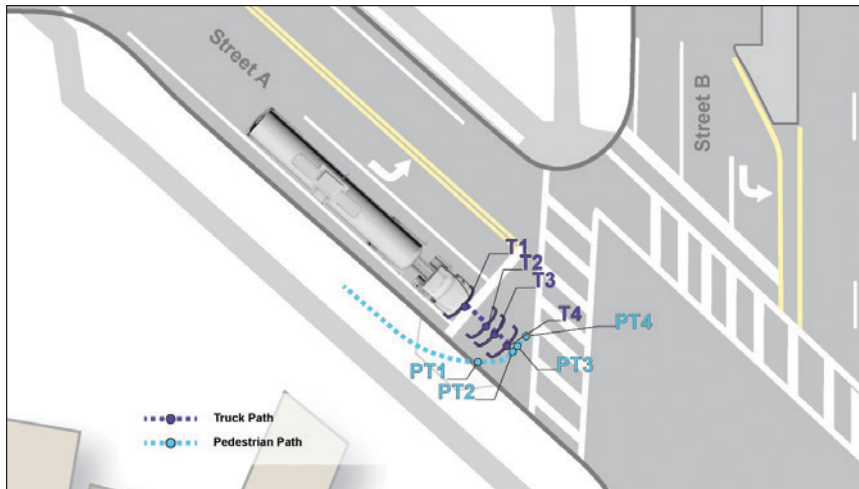 Street A
Street B
T1
T2
T3
T4
PT4
PT3
PT1
PT2
Truck Path
Pedestrian Path